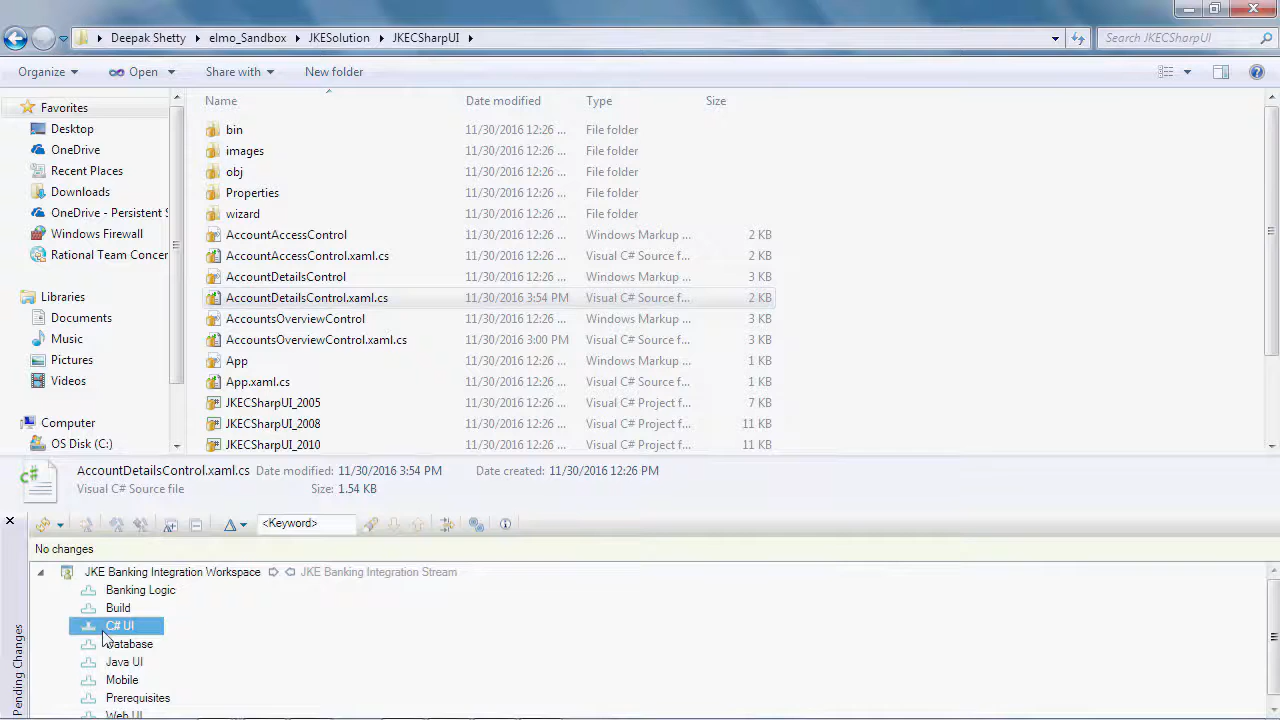 Deepak Shetty elmo_Sandbox JKESolution JKECSharpUI Search JKECSharpUI
Organize Open Share with New folder
Favorites
Desktop
OneDrive
Recent Places
Downloads
OneDrive - Persistent S
Windows Firewall
Rational Team Concer
Libraries
Documents
Music
Pictures
Videos
Computer
OS Disk (C:)
Name Date modified Type Size
bin 11/30/2016 12:26 ... File folder
images 11/30/2016 12:26 ... File folder
obj 11/30/2016 12:26 ... File folder
Properties 11/30/2016 12:26 ... File folder
wizard 11/30/2016 12:26 ... File folder
AccountAccessControl 11/30/2016 12:26 ... Windows Markup ... 2 KB
AccountAccessControl.xaml.cs 11/30/2016 12:26 ... Visual C# Source f... 2 KB
AccountDetailsControl 11/30/2016 12:26 ... Windows Markup ... 3 KB
AccountDetailsControl.xaml.cs 11/30/2016 3:54 PM Visual C# Source f... 2 KB
AccountsOverviewControl 11/30/2016 12:26 ... Windows Markup ... 3 KB
AccountsOverviewControl.xaml.cs 11/30/2016 3:00 PM Visual C# Source f... 3 KB
App 11/30/2016 12:26 ... Windows Markup ... 1 KB
App.xaml.cs 11/30/2016 12:26 ... Visual C# Source f... 1 KB
JKECSharpUI_2005 11/30/2016 12:26 ... Visual C# Project f... 7 KB
JKECSharpUI_2008 11/30/2016 12:26 ... Visual C# Project f... 11 KB
JKECSharpUI_2010 11/30/2016 12:26 ... Visual C# Project f... 11 KB
AccountDetailsControl.xaml.cs Date modified: 11/30/2016 3:54 PM Date created: 11/30/2016 12:26 PM
Visual C# Source file Size: 1.54 KB
<Keyword>
No changes
JKE Banking Integration Workspace JKE Banking Integration Stream
Banking Logic
Build
C# UI
Database
Java UI
Mobile
Prerequisites
Web UI
Pending Changes